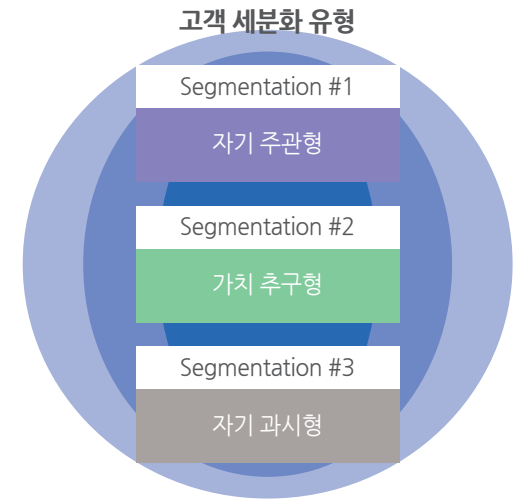 고객 세분화 유형
Segmentation #1
자기 주관형
Segmentation #2
가치 추구형
Segmentation #3
자기 과시형